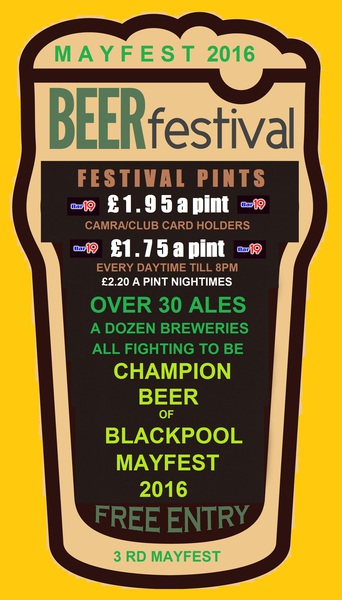 MAYFEST 2016
BEER festival
FESTIVAL PINTS
Bar 19 £1.95 a pint Bar 19
CAMRA/CLUB CARD HOLDERS
Bar 19 £1.75 a pint Bar 19
EVERY DAYTIME TILL 8PM
£2.20 A PINT NIGHTIMES
OVER 30 ALES
A DOZEN BREWERIES
ALL FIGHTING TO BE
CHAMPION
BEER
OF
BLACKPOOL
MAYFEST
2016
FREE ENTRY
3 RD MAYFEST